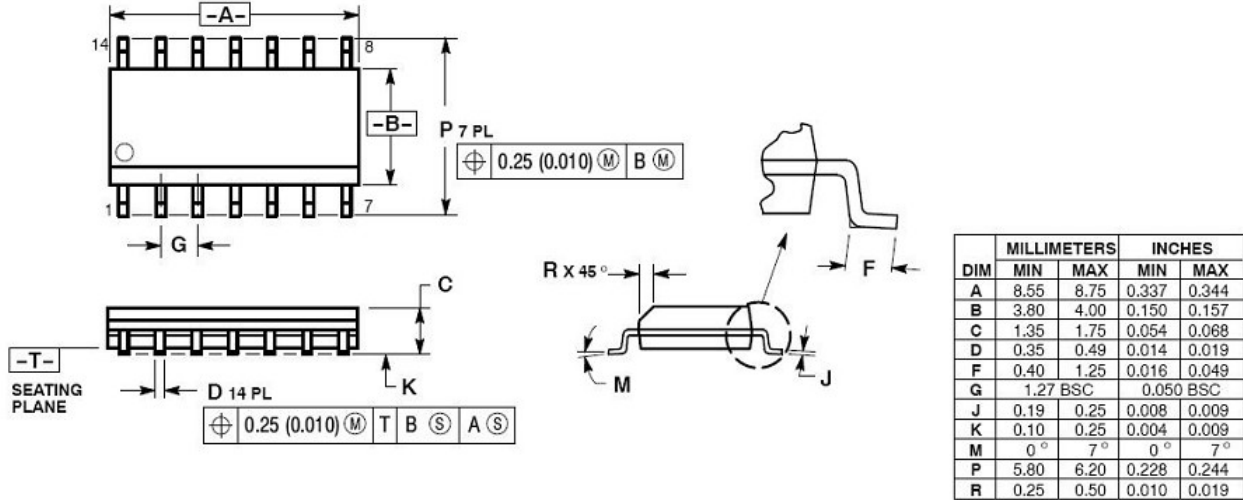 -A-
14 8
-B-
P 7 PL
⌖ 0.25 (0.010) Ⓜ B Ⓜ
1 7
G
C
-T-
SEATING
PLANE
D 14 PL
K
⌖ 0.25 (0.010) Ⓜ T B Ⓢ A Ⓢ
R X 45°
M
J
F
MILLIMETERS INCHES
DIM MIN MAX MIN MAX
A 8.55 8.75 0.337 0.344
B 3.80 4.00 0.150 0.157
C 1.35 1.75 0.054 0.068
D 0.35 0.49 0.014 0.019
F 0.40 1.25 0.016 0.049
G 1.27 BSC 0.050 BSC
J 0.19 0.25 0.008 0.009
K 0.10 0.25 0.004 0.009
M 0° 7° 0° 7°
P 5.80 6.20 0.228 0.244
R 0.25 0.50 0.010 0.019